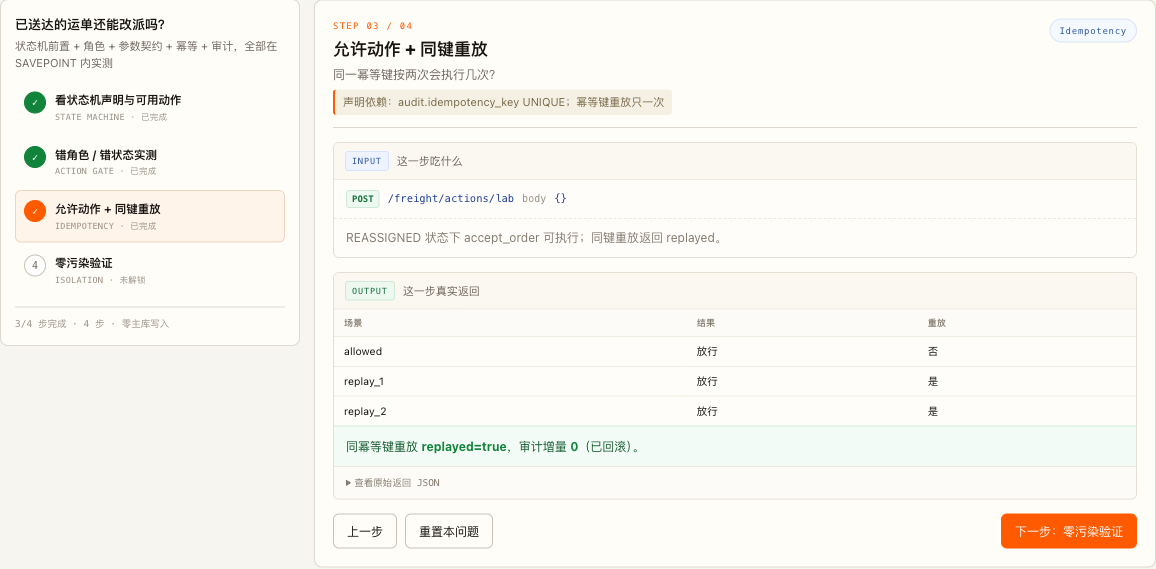 已送达的运单还能改派吗?
状态机前置 + 角色 + 参数契约 + 幂等 + 审计，全部在
SAVEPOINT 内实测
✓ 看状态机声明与可用动作
STATE MACHINE · 已完成
✓ 错角色 / 错状态实测
ACTION GATE · 已完成
✓ 允许动作 + 同键重放
IDEMPOTENCY · 已完成
4 零污染验证
ISOLATION · 未解锁
3/4 步完成 · 4 步 · 零主库写入
STEP 03 / 04
Idempotency
允许动作 + 同键重放
同一幂等键按两次会执行几次?
声明依赖：audit.idempotency_key UNIQUE；幂等键重放只一次
INPUT 这一步吃什么
POST /freight/actions/lab body {}
REASSIGNED 状态下 accept_order 可执行；同键重放返回 replayed。
OUTPUT 这一步真实返回
场景 结果 重放
allowed 放行 否
replay_1 放行 是
replay_2 放行 是
同幂等键重放 replayed=true，审计增量 0（已回滚）。
▶ 查看原始返回 JSON
上一步 重置本问题 下一步：零污染验证